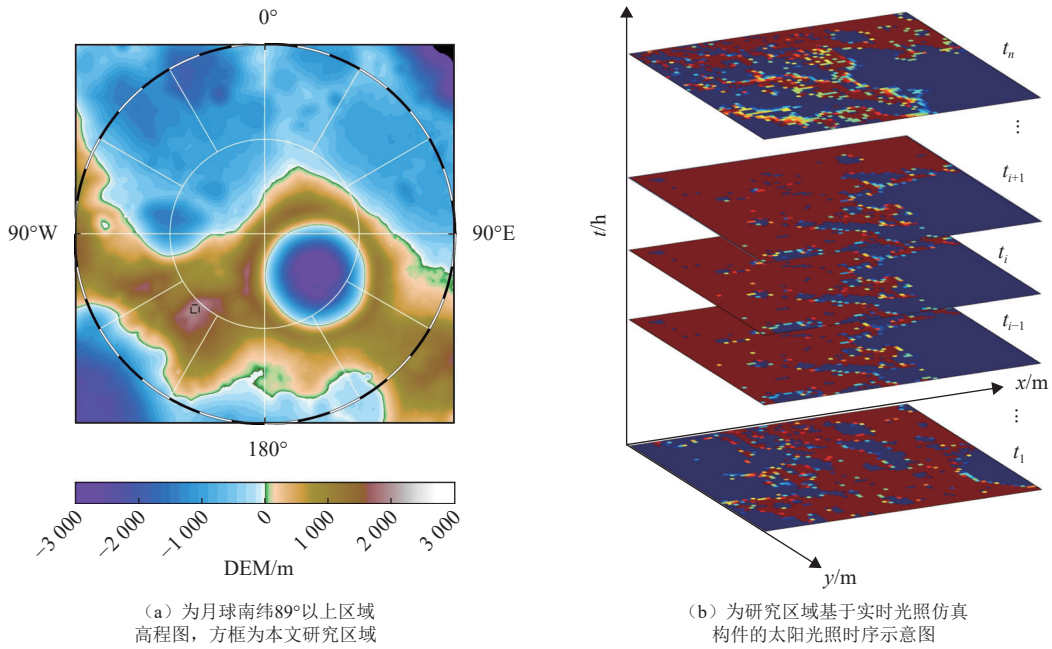 0°
90°W
90°E
180°
−3 000
−2 000
−1 000
0
1 000
2 000
3 000
DEM/m
（a）为月球南纬89°以上区域
高程图，方框为本文研究区域
t/h
tₙ
⋮
tᵢ₊₁
tᵢ
tᵢ₋₁
x/m
⋮
t₁
y/m
（b）为研究区域基于实时光照仿真
构件的太阳光照时序示意图